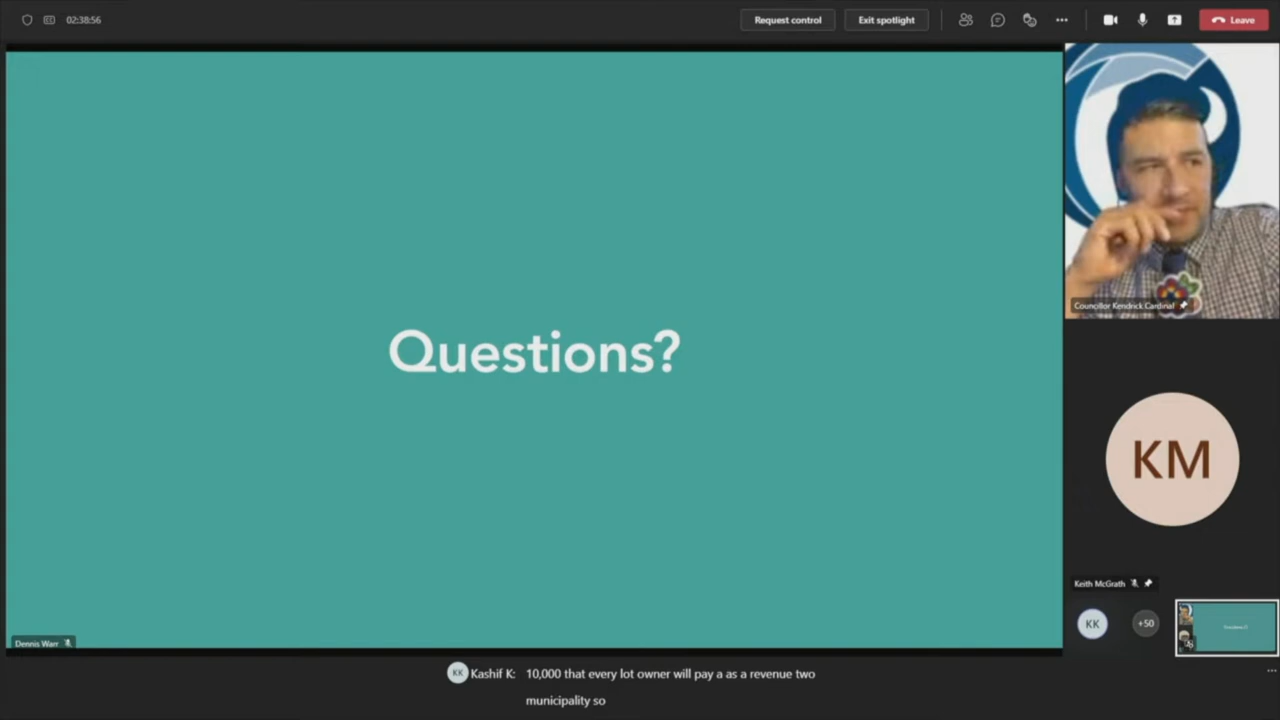 02:38:56
Request control
Exit spotlight
Leave
Questions?
Councillor Kendrick Cardinal
KM
Keith McGrath
KK
+50
Dennis Warr
KK
Kashif K:
10,000 that every lot owner will pay a as a revenue two
municipality so